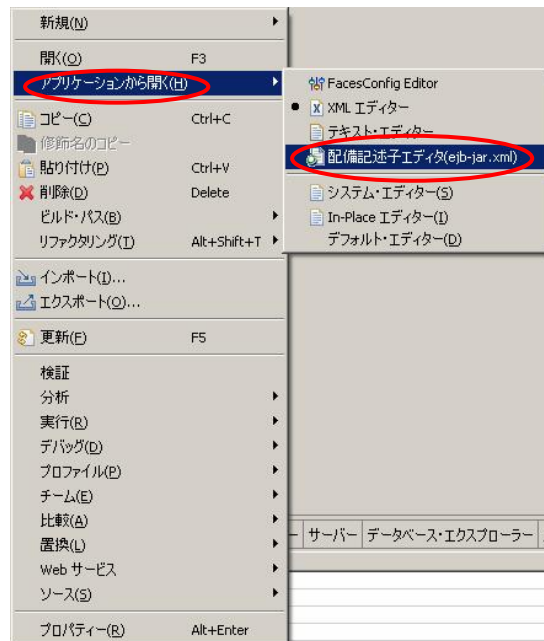 新規(N)
開く(O) F3
アプリケーションから開く(H)
コピー(C) Ctrl+C
修飾名のコピー
貼り付け(P) Ctrl+V
削除(D) Delete
ビルド・パス(B)
リファクタリング(T) Alt+Shift+T
インポート(I)...
エクスポート(O)...
更新(F) F5
検証
分析
実行(R)
デバッグ(D)
プロファイル(P)
チーム(E)
比較(A)
置換(L)
Web サービス
ソース(S)
プロパティー(R) Alt+Enter
FacesConfig Editor
XML エディター
テキスト・エディター
配備記述子エディタ(ejb-jar.xml)
システム・エディター(S)
In-Place エディター(I)
デフォルト・エディター(D)
サーバー データベース・エクスプローラー